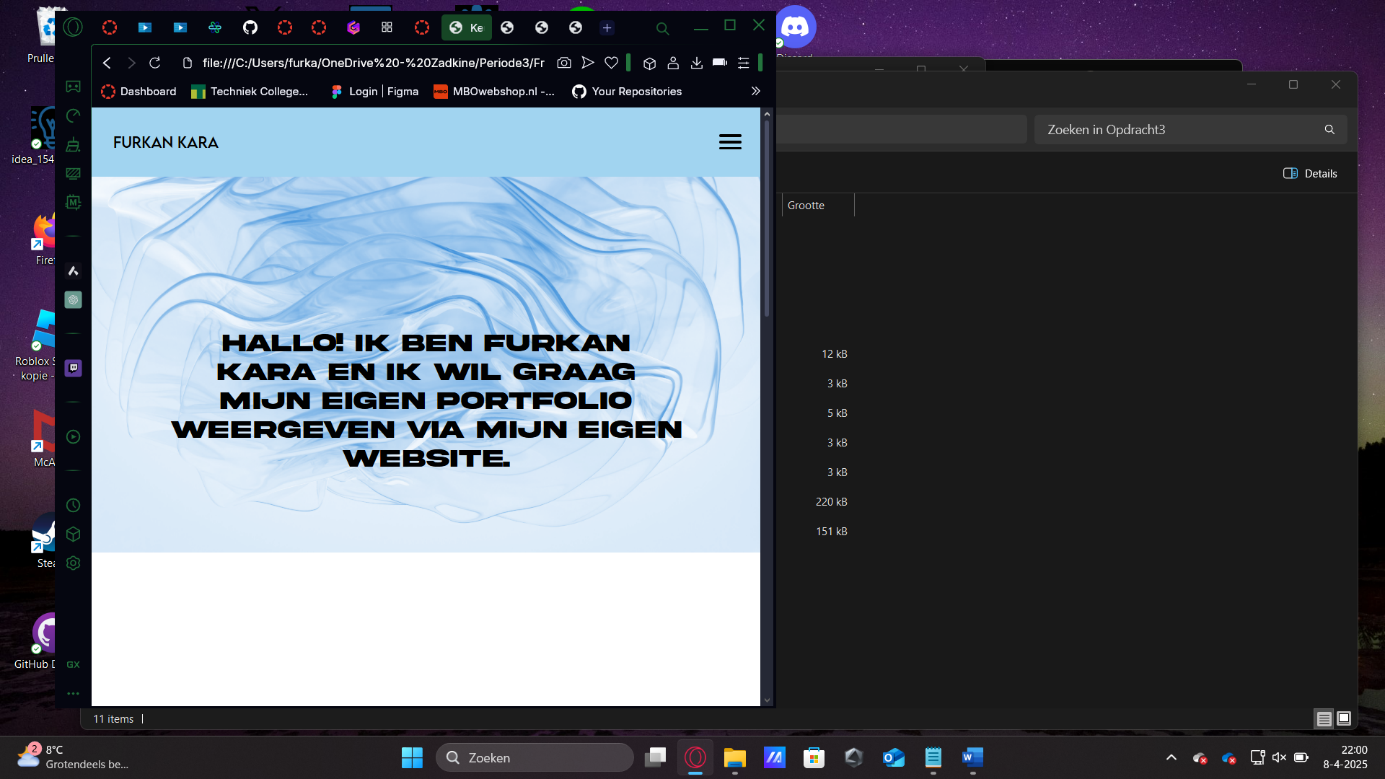 Prulle
Ke
Discord
file:///C:/Users/furka/OneDrive%20-%20Zadkine/Periode3/Fr
Dashboard
Techniek College...
Login | Figma
MBOwebshop.nl -...
Your Repositories
»
FURKAN KARA
Zoeken in Opdracht3
Details
Grootte
idea_154
Firef
HALLO! IK BEN FURKAN
KARA EN IK WIL GRAAG
MIJN EIGEN PORTFOLIO
WEERGEVEN VIA MIJN EIGEN
WEBSITE.
12 kB
3 kB
5 kB
3 kB
3 kB
220 kB
151 kB
Roblox S
kopie -
McA
Stea
GitHub D
GX
11 items
2
8°C
Grotendeels be...
Zoeken
22:00
8-4-2025